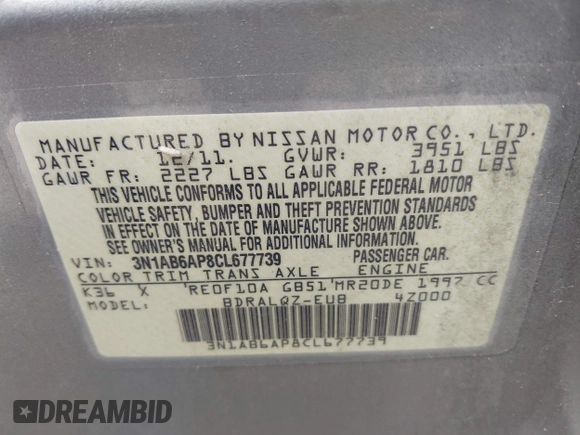 MANUFACTURED BY NISSAN MOTOR CO., LTD.
DATE: 12/11. GVWR: 3951 LBS
GAWR FR: 2227 LBS GAWR RR: 1810 LBS
THIS VEHICLE CONFORMS TO ALL APPLICABLE FEDERAL MOTOR
VEHICLE SAFETY, BUMPER AND THEFT PREVENTION STANDARDS
IN EFFECT ON THE DATE OF MANUFACTURE SHOWN ABOVE.
SEE OWNER'S MANUAL FOR ADDITIONAL INFORMATION.
VIN: 3N1AB6AP8CL677739 PASSENGER CAR.
COLOR TRIM TRANS AXLE ENGINE
K36 X 'RE0F10A GB51'MR20DE 1997 CC
MODEL: BDRALQZ-EUB 4Z000
3N1AB6AP8CL677739
DREAMBID